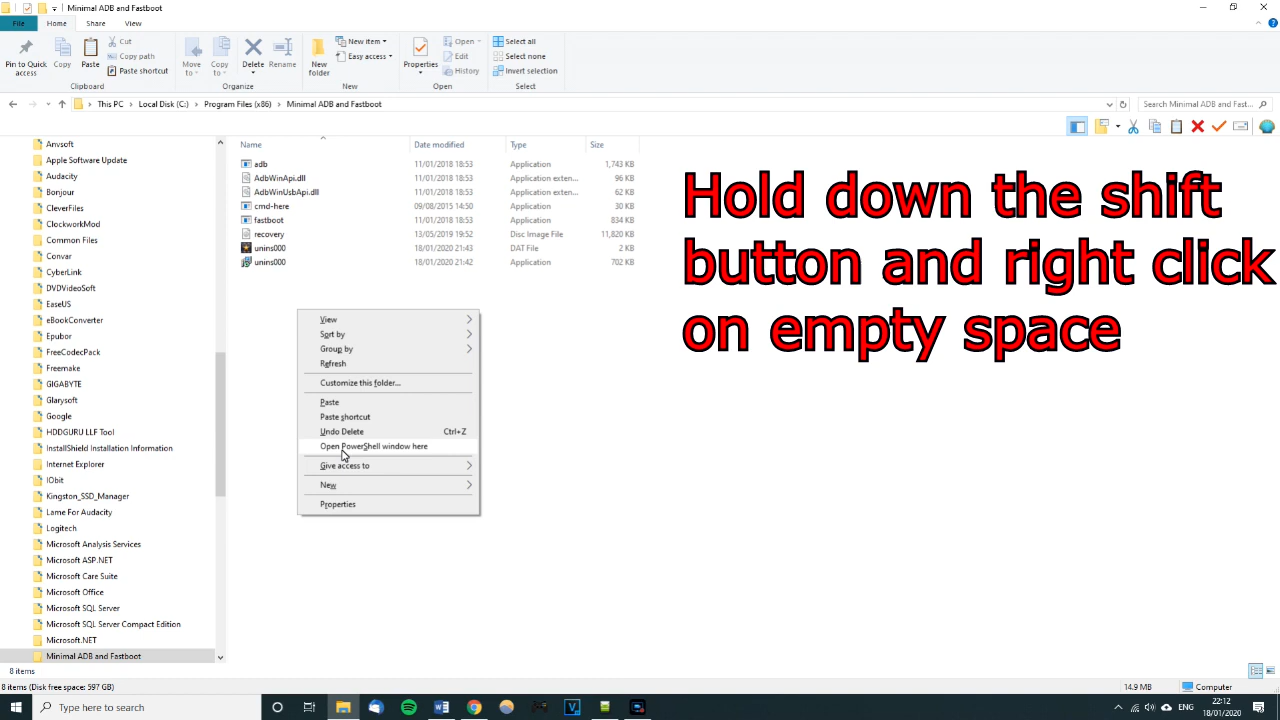 Minimal ADB and Fastboot
File Home Share View
Pin to Quick access
Copy
Paste
Cut
Copy path
Paste shortcut
Clipboard
Move to
Copy to
Delete
Rename
Organize
New folder
New item
Easy access
New
Properties
Open
Edit
History
Open
Select all
Select none
Invert selection
Select
This PC > Local Disk (C:) > Program Files (x86) > Minimal ADB and Fastboot
Search Minimal ADB and Fast...
Anvsoft
Apple Software Update
Audacity
Bonjour
CleverFiles
ClockworkMod
Common Files
Convar
CyberLink
DVDVideoSoft
EaseUS
eBookConverter
Epubor
FreeCodecPack
Freemake
GIGABYTE
Glarysoft
Google
HDDGURU LLF Tool
InstallShield Installation Information
Internet Explorer
IObit
Kingston_SSD_Manager
Lame For Audacity
Logitech
Microsoft Analysis Services
Microsoft ASP.NET
Microsoft Care Suite
Microsoft Office
Microsoft SQL Server
Microsoft SQL Server Compact Edition
Microsoft.NET
Minimal ADB and Fastboot
Name Date modified Type Size
adb 11/01/2018 18:53 Application 1,743 KB
AdbWinApi.dll 11/01/2018 18:53 Application exten... 96 KB
AdbWinUsbApi.dll 11/01/2018 18:53 Application exten... 62 KB
cmd-here 09/08/2015 14:50 Application 30 KB
fastboot 11/01/2018 18:53 Application 834 KB
recovery 13/05/2019 19:52 Disc Image File 11,820 KB
unins000 18/01/2020 21:43 DAT File 2 KB
unins000 18/01/2020 21:42 Application 702 KB
View
Sort by
Group by
Refresh
Customize this folder...
Paste
Paste shortcut
Undo Delete Ctrl+Z
Open PowerShell window here
Give access to
New
Properties
Hold down the shift
button and right click
on empty space
8 items
8 items (Disk free space: 597 GB)
14.9 MB
Computer
Type here to search
ENG
22:12
18/01/2020